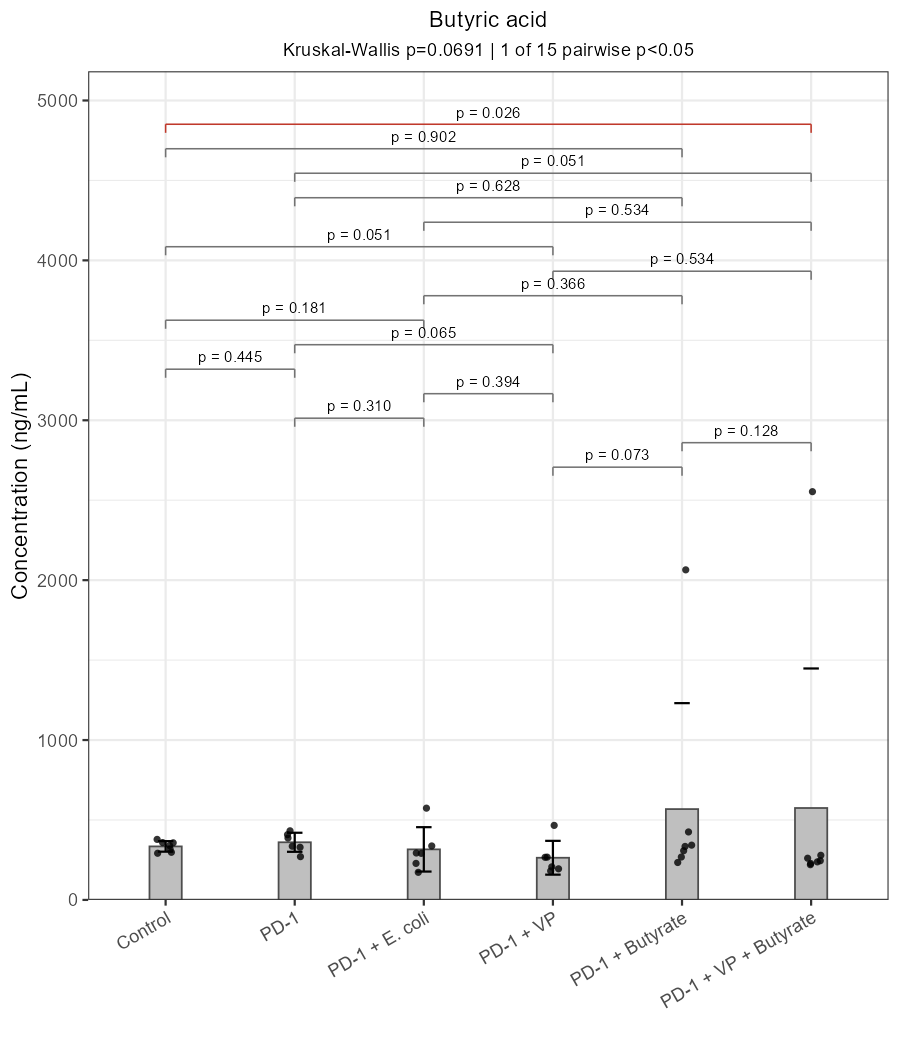 Butyric acid
Kruskal-Wallis p=0.0691 | 1 of 15 pairwise p<0.05
5000
p = 0.026
p = 0.902
p = 0.051
p = 0.628
p = 0.534
p = 0.051
4000
p = 0.534
p = 0.366
p = 0.181
p = 0.065
p = 0.445
p = 0.394
p = 0.310
3000
p = 0.128
p = 0.073
Concentration (ng/mL)
2000
1000
0
Control
PD-1
PD-1 + E. coli
PD-1 + VP
PD-1 + Butyrate
PD-1 + VP + Butyrate